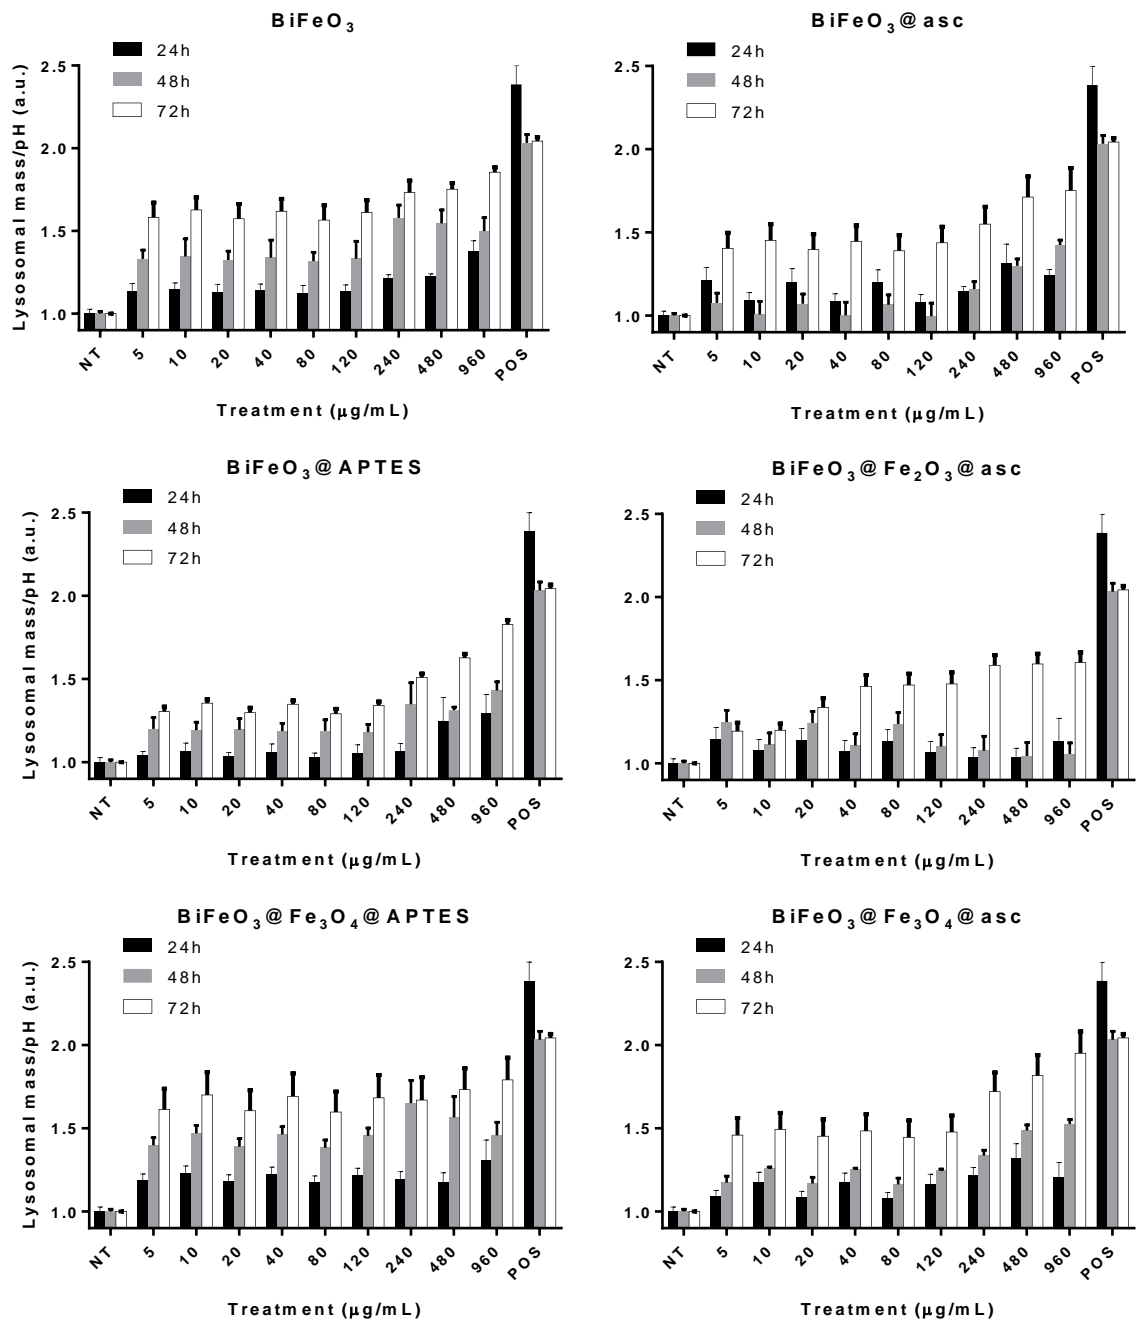 BiFeO3
24h
48h
72h
Lysosomal mass/pH (a.u.)
2.5
2.0
1.5
1.0
NT 5 10 20 40 80 120 240 480 960 POS
Treatment (μg/mL)
BiFeO3@asc
24h
48h
72h
2.5
2.0
1.5
1.0
NT 5 10 20 40 80 120 240 480 960 POS
Treatment (μg/mL)
BiFeO3@APTES
24h
48h
72h
Lysosomal mass/pH (a.u.)
2.5
2.0
1.5
1.0
NT 5 10 20 40 80 120 240 480 960 POS
Treatment (μg/mL)
BiFeO3@Fe2O3@asc
24h
48h
72h
2.5
2.0
1.5
1.0
NT 5 10 20 40 80 120 240 480 960 POS
Treatment (μg/mL)
BiFeO3@Fe3O4@APTES
24h
48h
72h
Lysosomal mass/pH (a.u.)
2.5
2.0
1.5
1.0
NT 5 10 20 40 80 120 240 480 960 POS
Treatment (μg/mL)
BiFeO3@Fe3O4@asc
24h
48h
72h
2.5
2.0
1.5
1.0
NT 5 10 20 40 80 120 240 480 960 POS
Treatment (μg/mL)